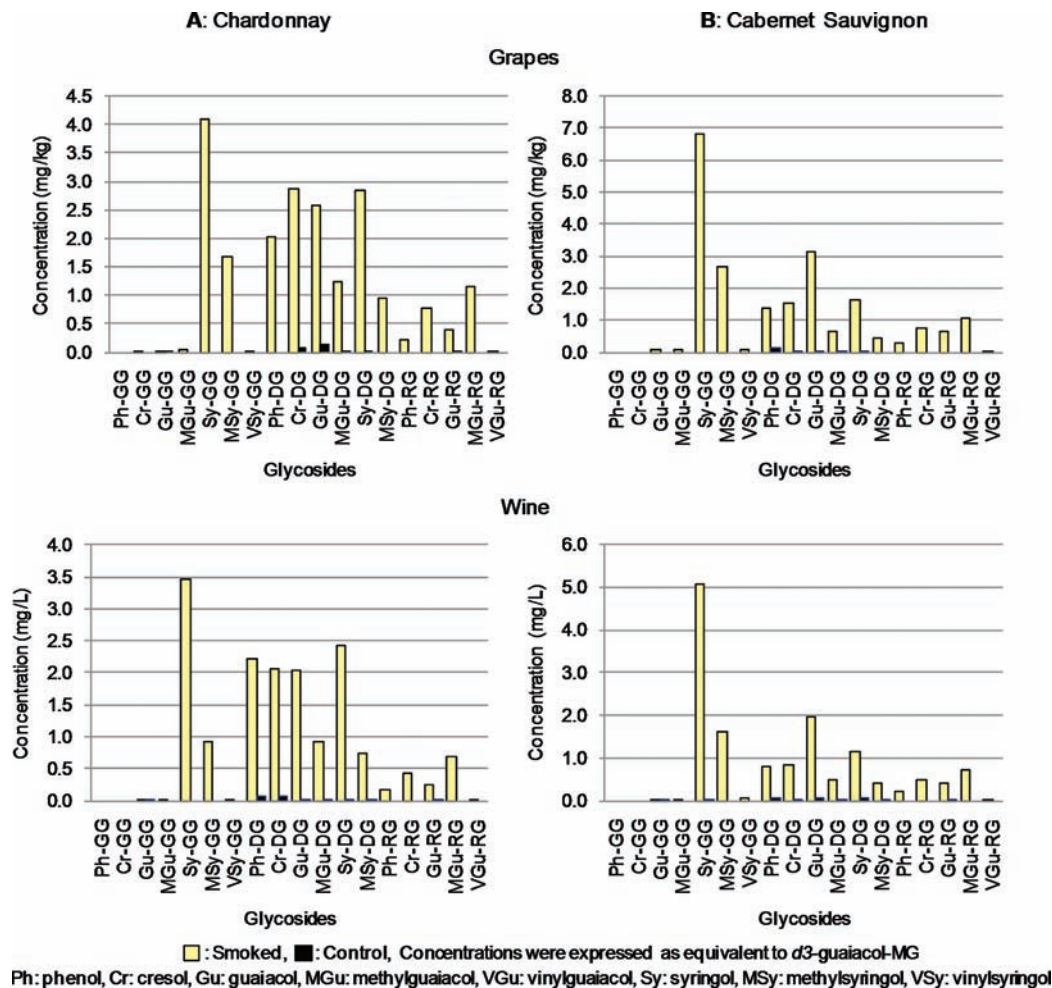 A: Chardonnay
B: Cabernet Sauvignon
Grapes
4.5
4.0
3.5
3.0
2.5
2.0
1.5
1.0
0.5
0.0
Concentration (mg/kg)
Ph-GG
Cr-GG
Gu-GG
MGu-GG
Sy-GG
MSy-GG
VSy-GG
Ph-DG
Cr-DG
Gu-DG
MGu-DG
Sy-DG
MSy-DG
Ph-RG
Cr-RG
Gu-RG
MGu-RG
VGu-RG
Glycosides
8.0
7.0
6.0
5.0
4.0
3.0
2.0
1.0
0.0
Concentration (mg/kg)
Ph-GG
Cr-GG
Gu-GG
MGu-GG
Sy-GG
MSy-GG
VSy-GG
Ph-DG
Cr-DG
Gu-DG
MGu-DG
Sy-DG
MSy-DG
Ph-RG
Cr-RG
Gu-RG
MGu-RG
VGu-RG
Glycosides
Wine
4.0
3.5
3.0
2.5
2.0
1.5
1.0
0.5
0.0
Concentration (mg/L)
Ph-GG
Cr-GG
Gu-GG
MGu-GG
Sy-GG
MSy-GG
VSy-GG
Ph-DG
Cr-DG
Gu-DG
MGu-DG
Sy-DG
MSy-DG
Ph-RG
Cr-RG
Gu-RG
MGu-RG
VGu-RG
Glycosides
6.0
5.0
4.0
3.0
2.0
1.0
0.0
Concentration (mg/L)
Ph-GG
Cr-GG
Gu-GG
MGu-GG
Sy-GG
MSy-GG
VSy-GG
Ph-DG
Cr-DG
Gu-DG
MGu-DG
Sy-DG
MSy-DG
Ph-RG
Cr-RG
Gu-RG
MGu-RG
VGu-RG
Glycosides
: Smoked, : Control, Concentrations were expressed as equivalent to d3-guaiacol-MG
Ph: phenol, Cr: cresol, Gu: guaiacol, MGu: methylguaiacol, VGu: vinylguaiacol, Sy: syringol, MSy: methylsyringol, VSy: vinylsyringol